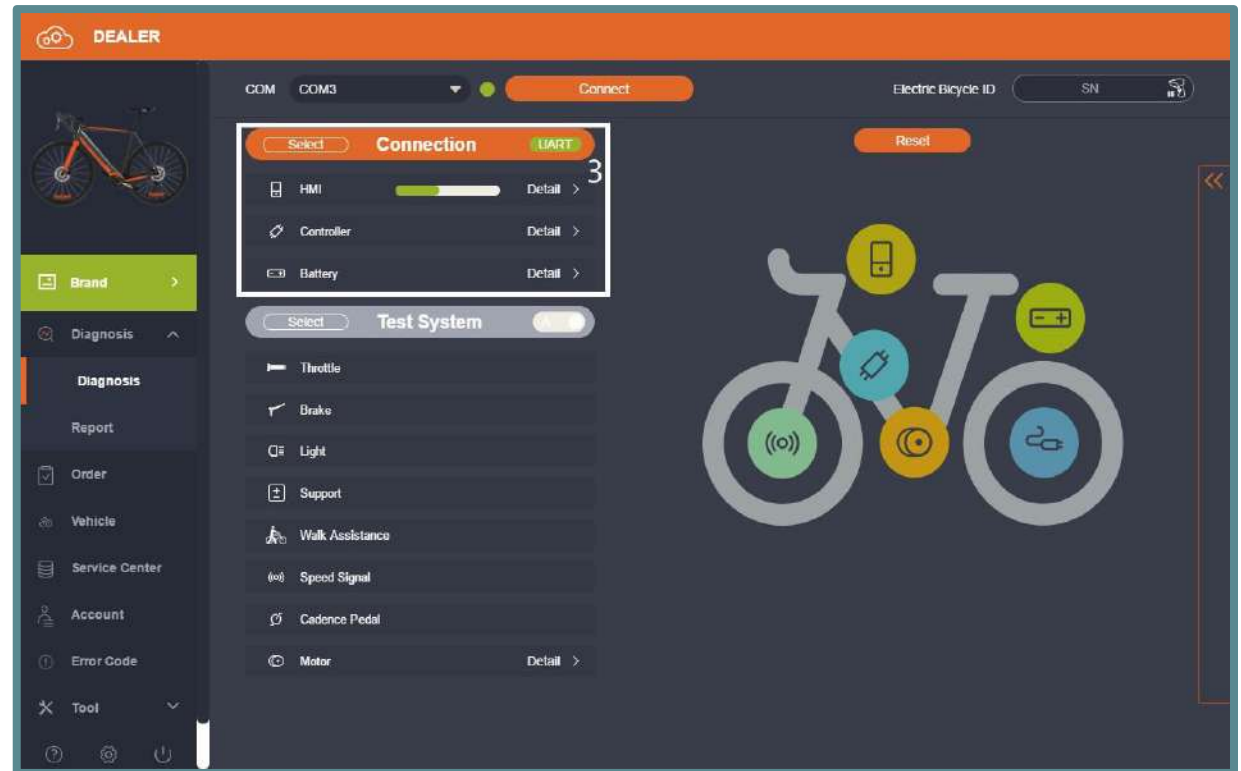 DEALER
COM COM3 Connect Electric Bicycle ID SN
Select Connection UART
3
HMI Detail >
Controller Detail >
Battery Detail >
Select Test System
Throttle
Brake
Light
Support
Walk Assistance
Speed Signal
Cadence Pedal
Motor Detail >
Reset
Brand
Diagnosis
Diagnosis
Report
Order
Vehicle
Service Center
Account
Error Code
Tool